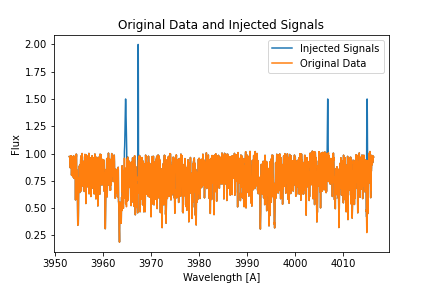 Original Data and Injected Signals
Injected Signals
Original Data
2.00
1.75
1.50
1.25
1.00
0.75
0.50
0.25
Flux
3950 3960 3970 3980 3990 4000 4010
Wavelength [A]